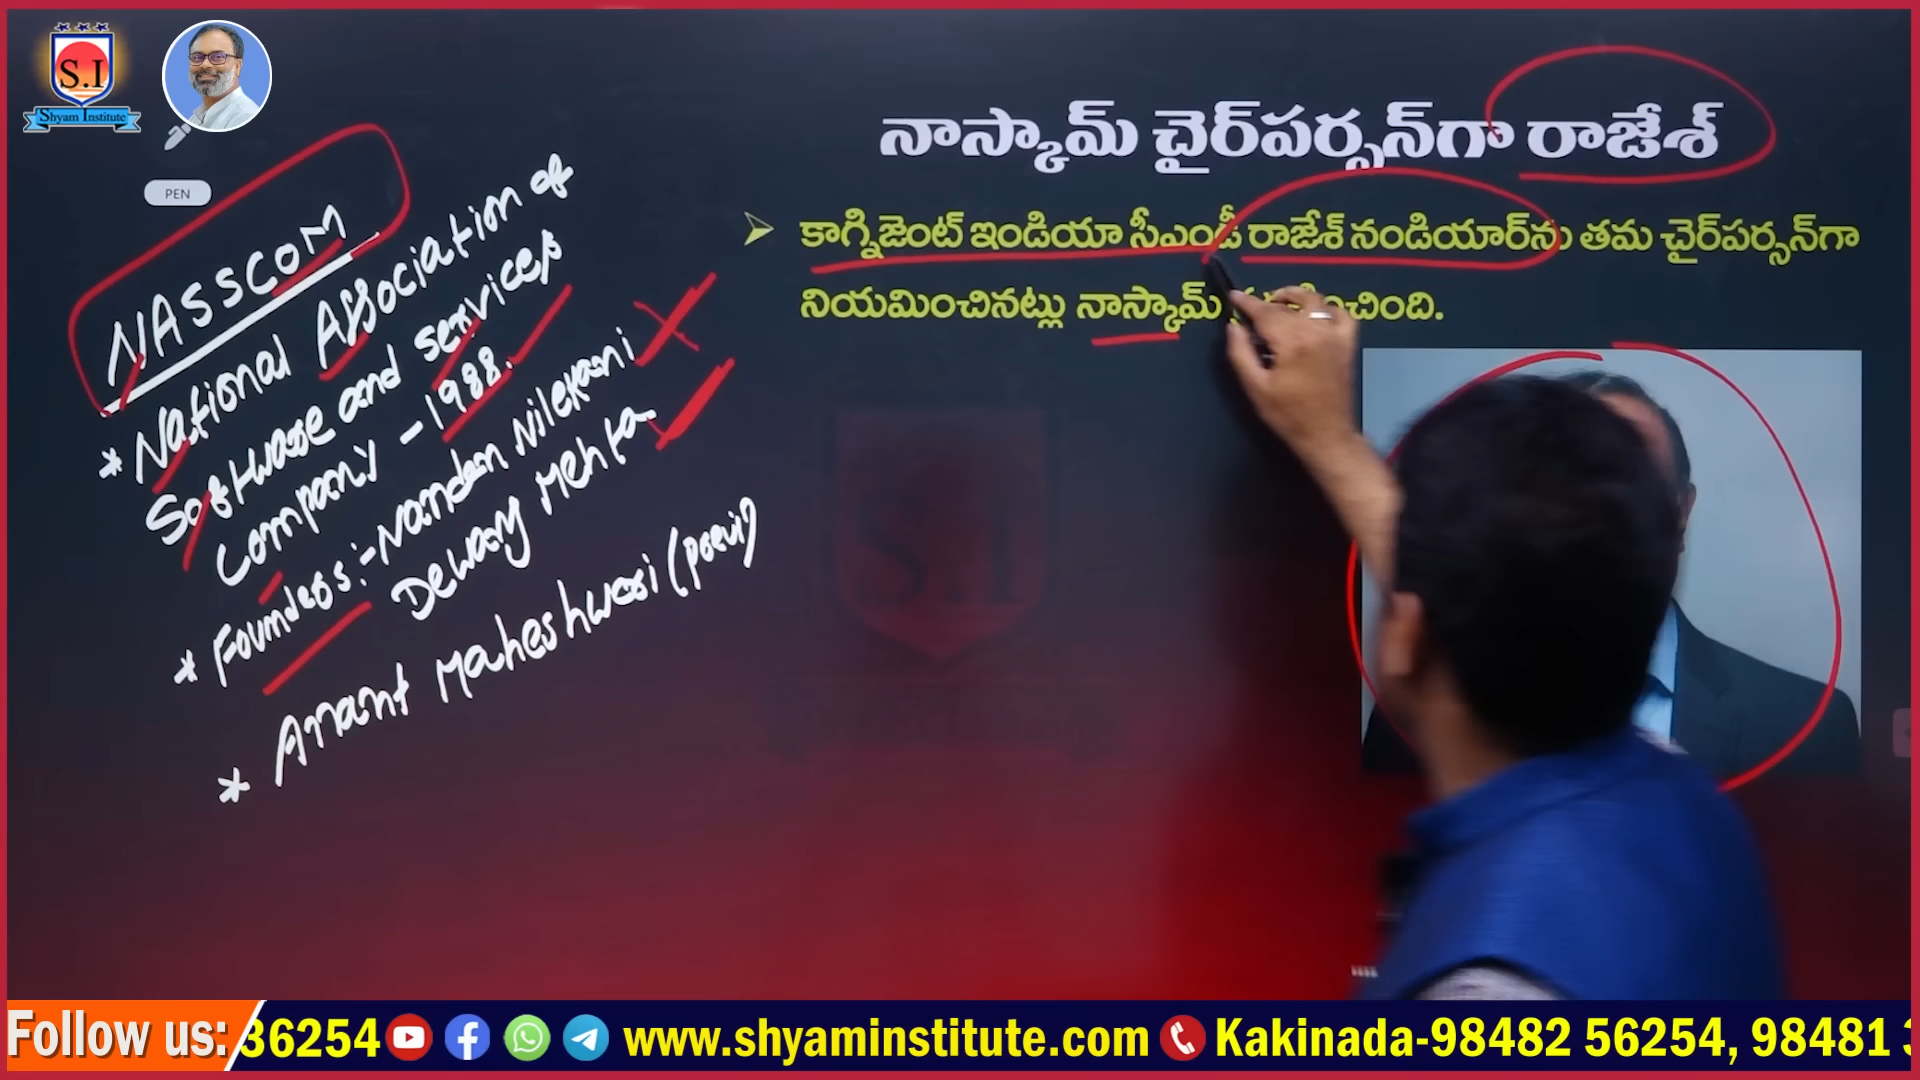 S.I
Shyam Institute
PEN
NASSCOM
* National Association of
Software and services
Company - 1988.
* Founders :- Nandan Nilekani
Dewang Mehta
* Anant Maheshwari (
నాస్కామ్ చైర్‌పర్సన్‌గా రాజేశ్
➤ కాగ్నిజెంట్ ఇండియా సీఎండీ రాజేశ్ నంబియార్‌ను తమ చైర్‌పర్సన్‌గా
నియమించినట్లు నాస్కామ్
S.I
Follow us: 36254 www.shyaminstitute.com Kakinada-98482 56254, 98481